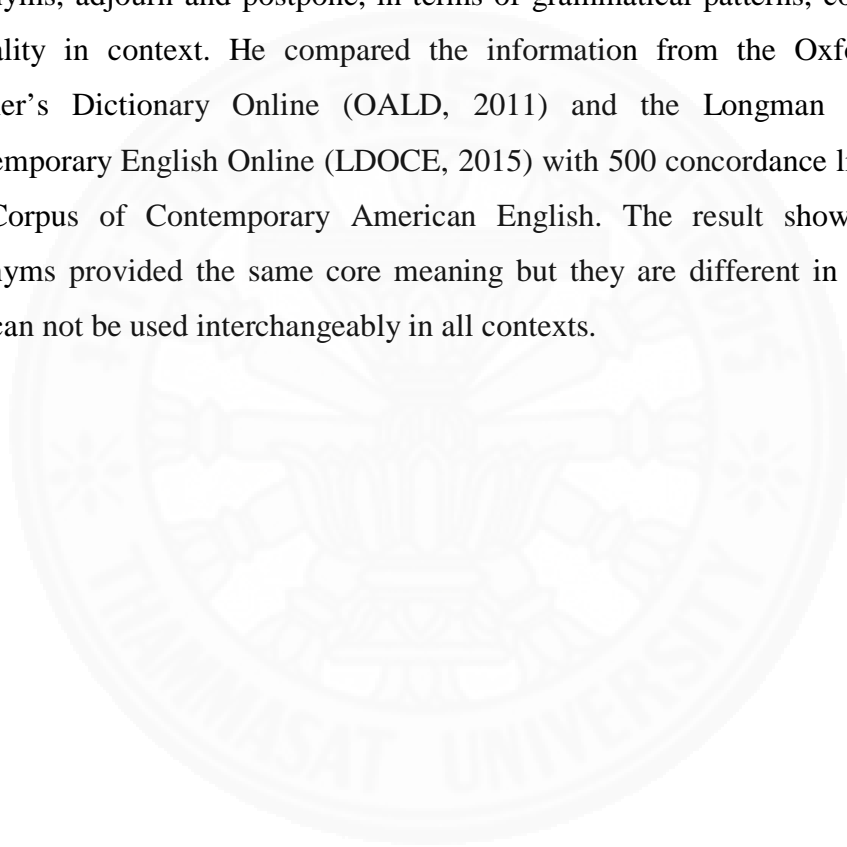 nyms, adjourn and postpone, in terms of grammatical patterns, co
ality in context. He compared the information from the Oxfo
er's Dictionary Online (OALD, 2011) and the Longman
emporary English Online (LDOCE, 2015) with 500 concordance li
Corpus of Contemporary American English. The result show
nyms provided the same core meaning but they are different in
can not be used interchangeably in all contexts.
THAMMASAT UNIVERSITY